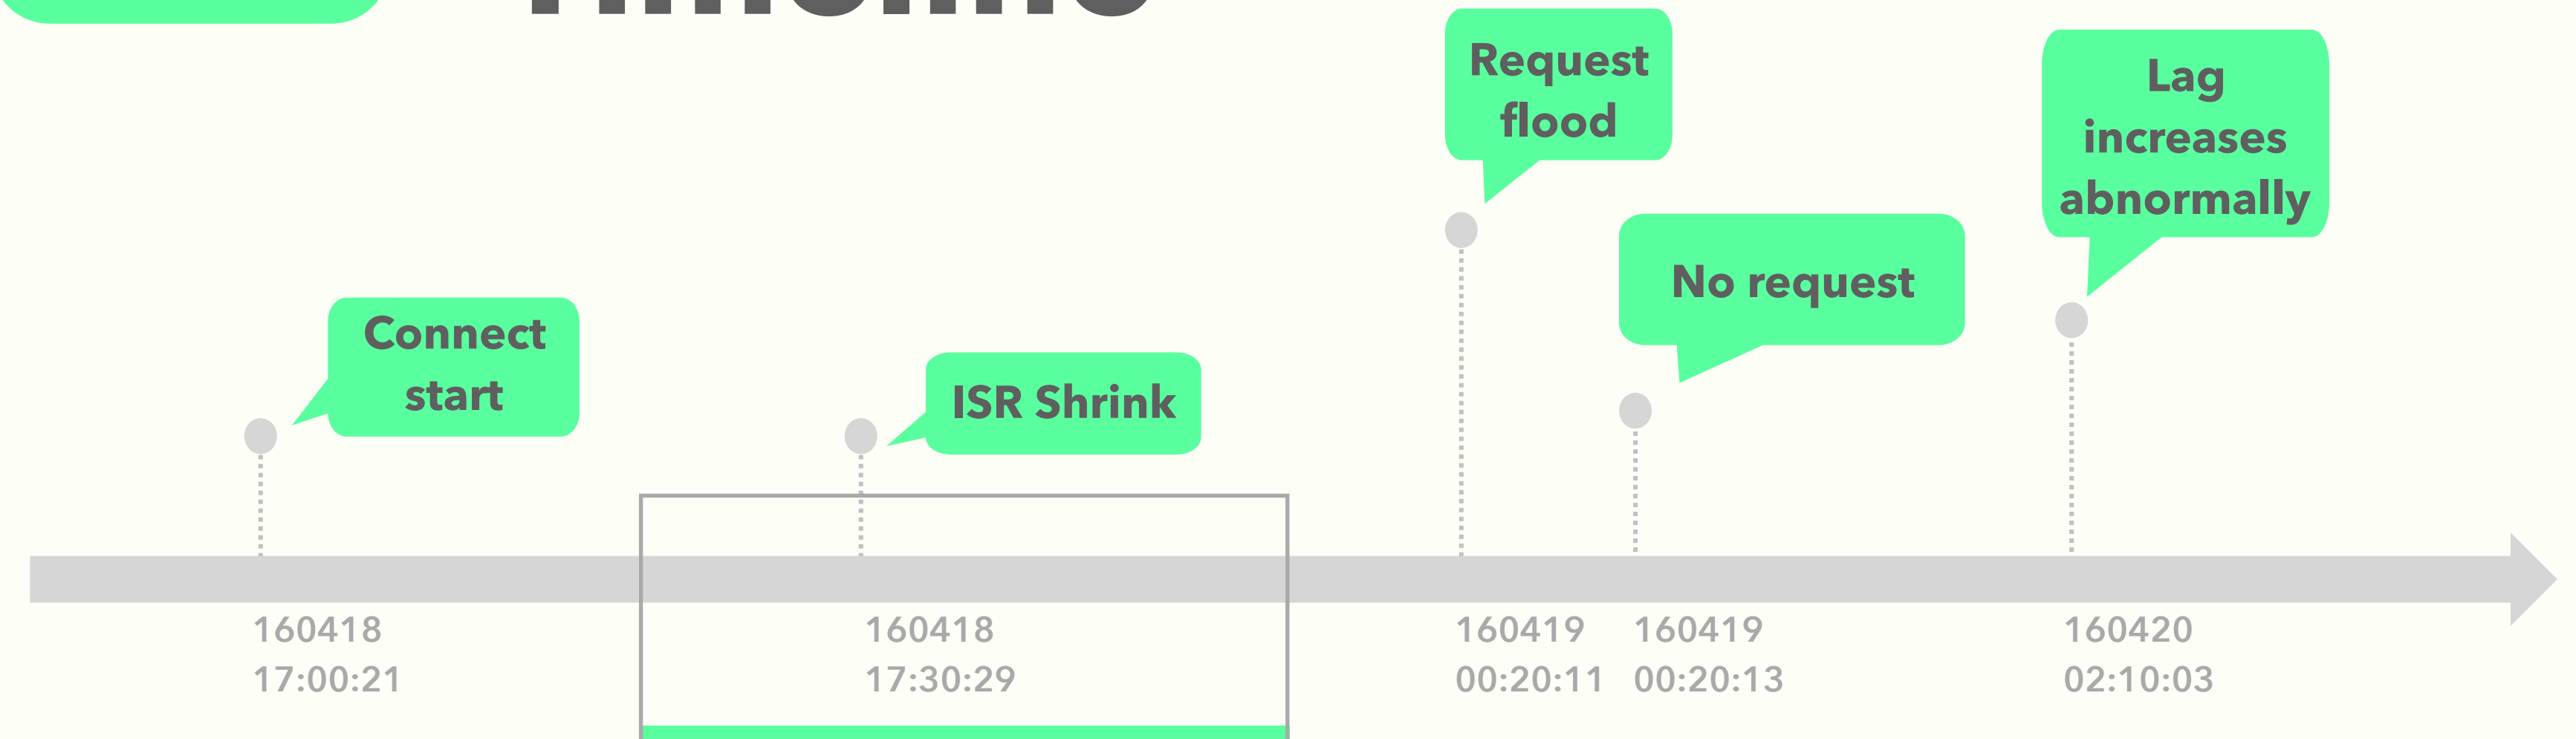 Request
flood
Lag
increases
abnormally
No request
Connect
start
ISR Shrink
160418
17:00:21
160418
17:30:29
160419
00:20:11
160419
00:20:13
160420
02:10:03